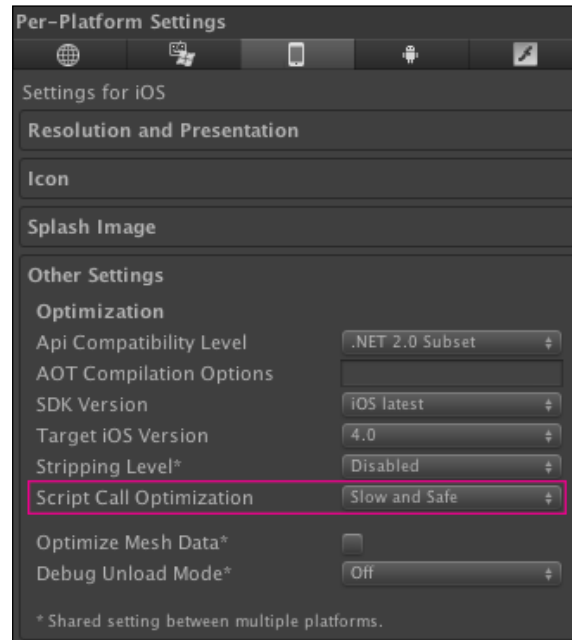 Per-Platform Settings
Settings for iOS
Resolution and Presentation
Icon
Splash Image
Other Settings
Optimization
Api Compatibility Level .NET 2.0 Subset
AOT Compilation Options
SDK Version iOS latest
Target iOS Version 4.0
Stripping Level* Disabled
Script Call Optimization Slow and Safe
Optimize Mesh Data*
Debug Unload Mode* Off
* Shared setting between multiple platforms.